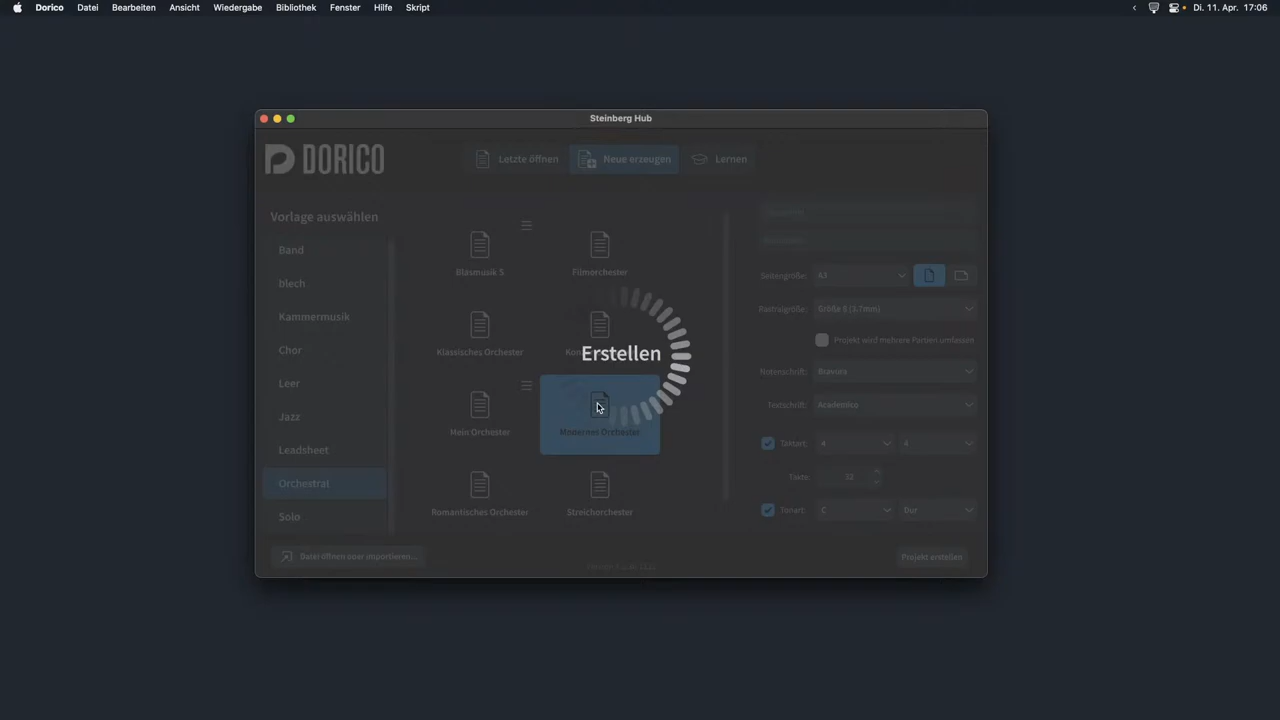 Dorico Datei Bearbeiten Ansicht Wiedergabe Bibliothek Fenster Hilfe Skript
Di. 11. Apr. 17:06
Steinberg Hub
DORICO
Letzte öffnen
Neue erzeugen
Lernen
Vorlage auswählen
Band
blech
Kammermusik
Chor
Leer
Jazz
Leadsheet
Orchestral
Solo
Blasmusik 5
Filmorchester
Klassisches Orchester
Erstellen
Mein Orchester
Modernes Orchester
Romantisches Orchester
Streichorchester
Seitengröße:
Rastralgröße: Größe 5 (3,7mm)
Projekt wird mehrere Partien umfassen
Notenschrift: Bravura
Textschrift: Academico
Taktart: 4 4
Takte: 32
Tonart: C Dur
Datei öffnen oder importieren...
Projekt erstellen